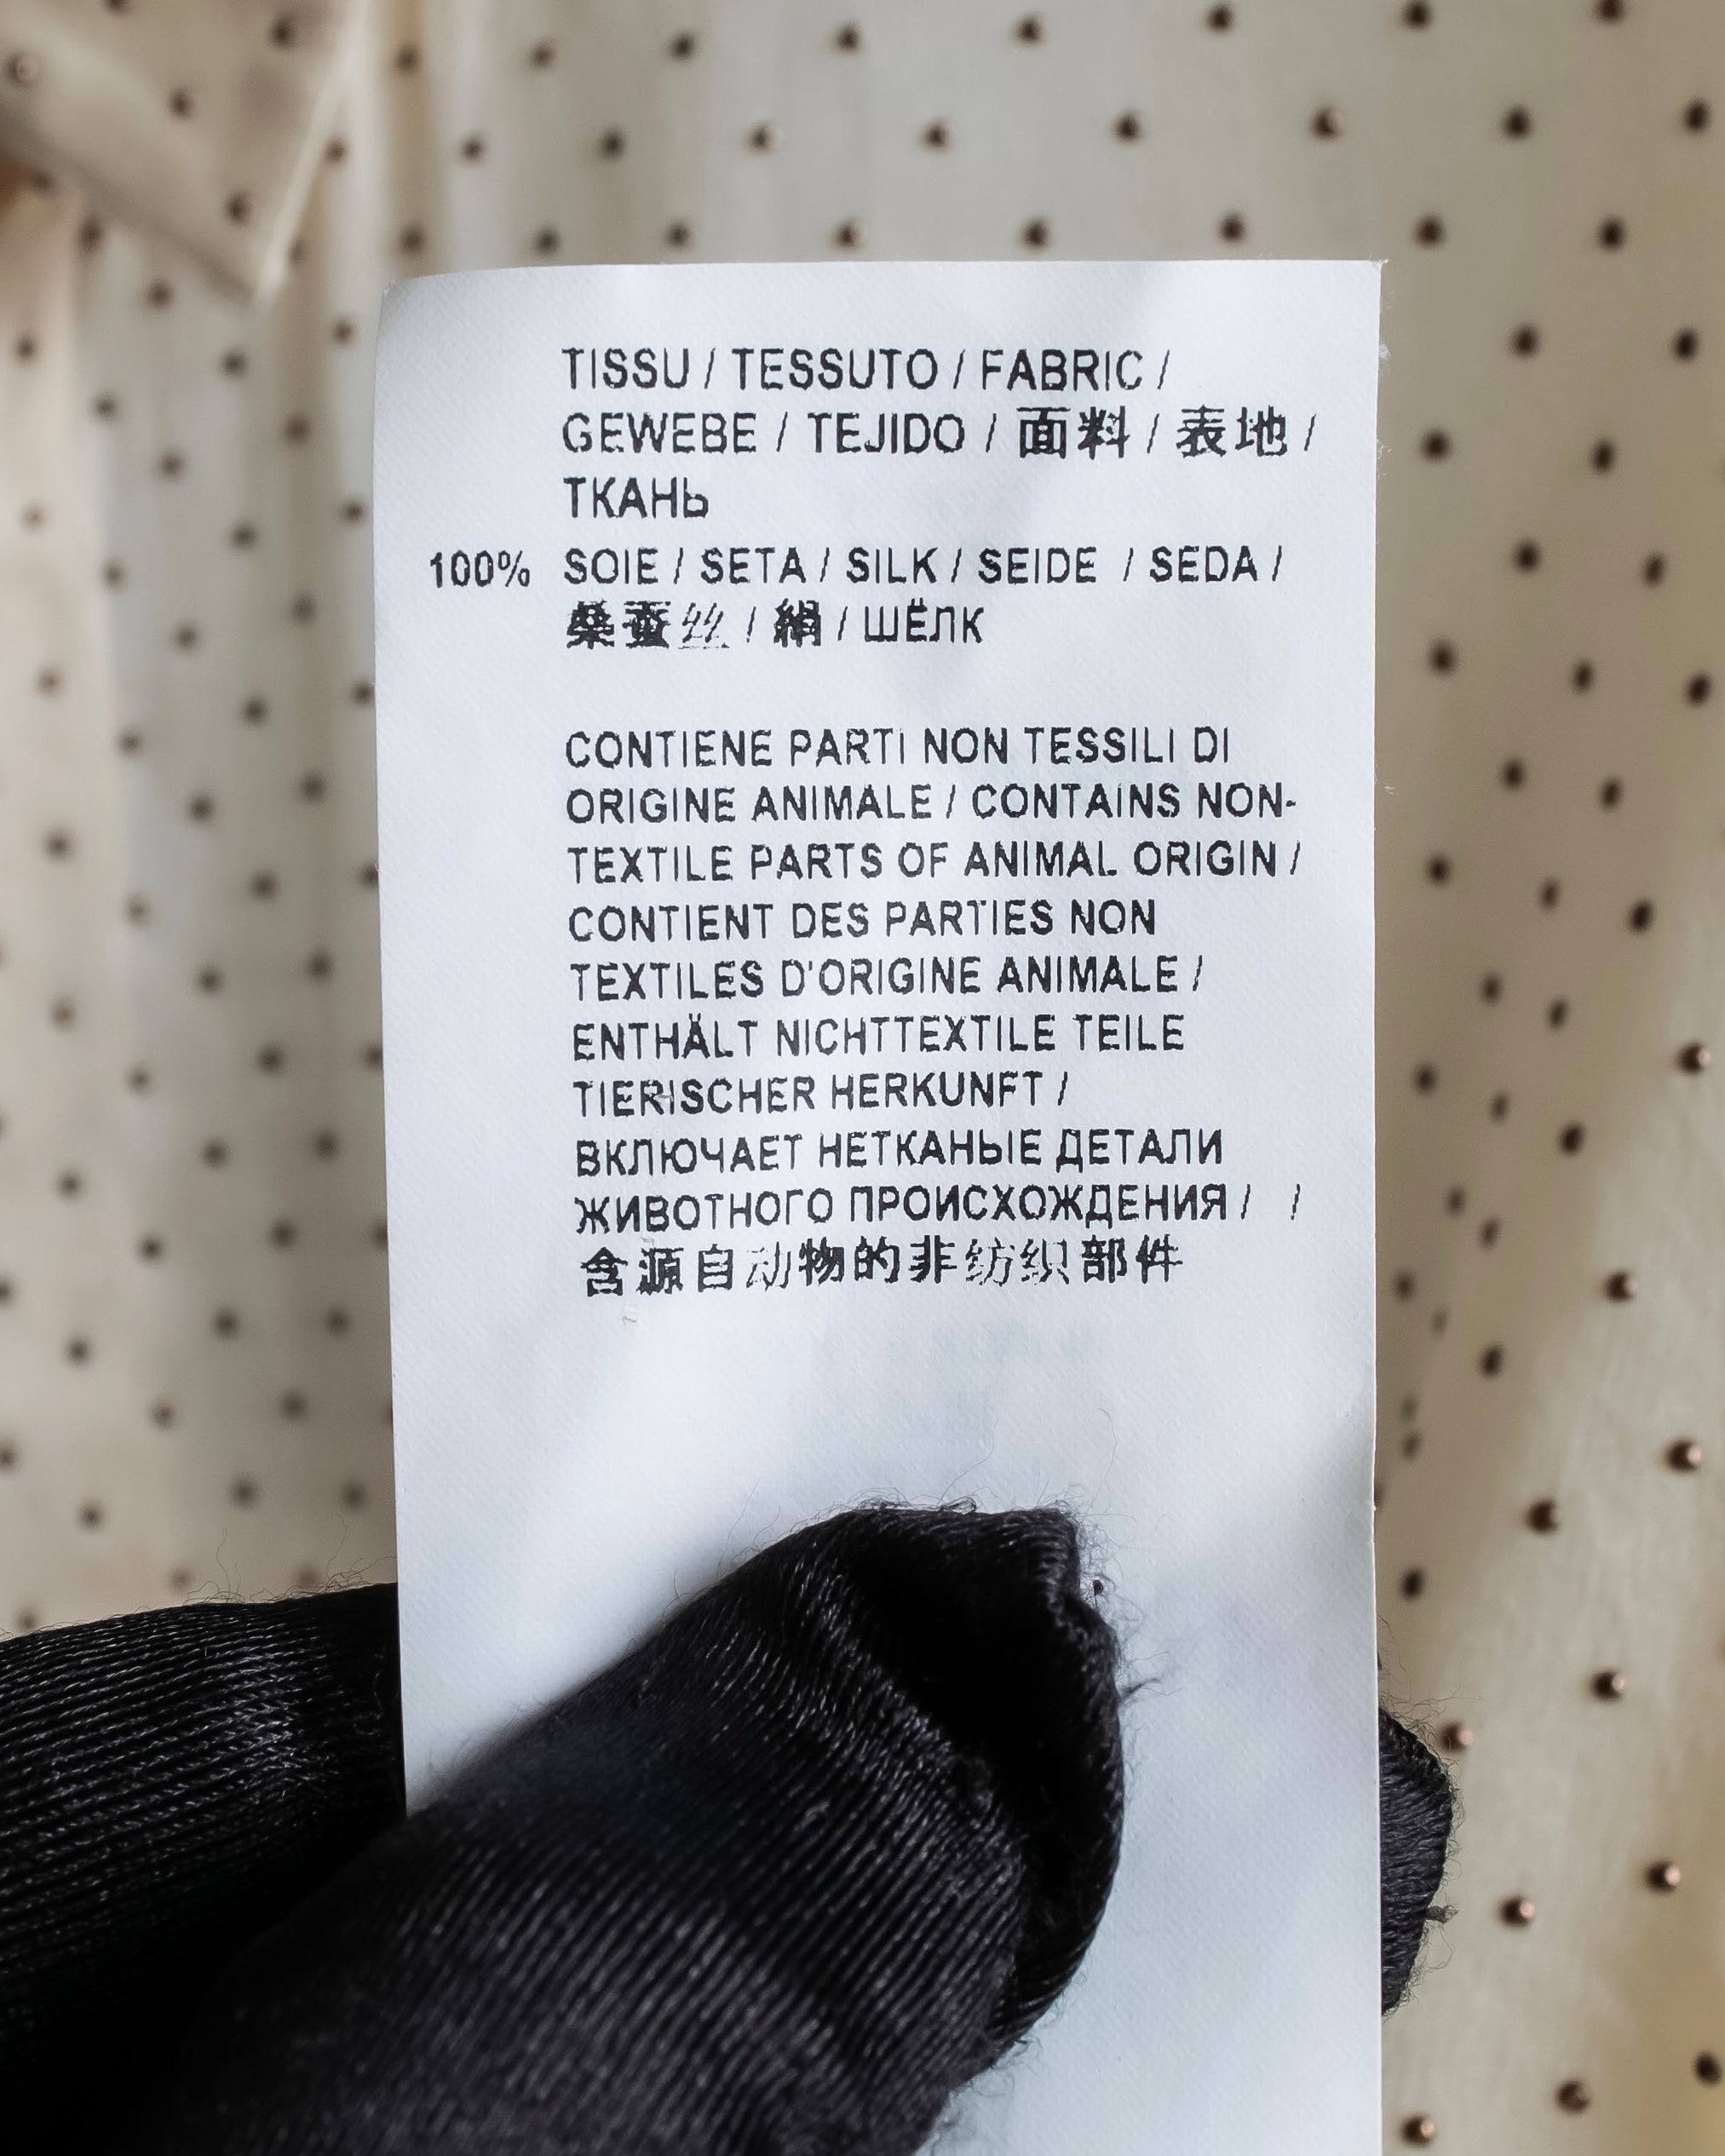 TISSU / TESSUTO / FABRIC /
GEWEBE / TEJIDO / 面料 / 表地 /
ТКАНЬ
100% SOIE / SETA / SILK / SEIDE / SEDA /
桑蚕丝 / 絹 / ШЁЛК
CONTIENE PARTI NON TESSILI DI
ORIGINE ANIMALE / CONTAINS NON-
TEXTILE PARTS OF ANIMAL ORIGIN /
CONTIENT DES PARTIES NON
TEXTILES D'ORIGINE ANIMALE /
ENTHÄLT NICHTTEXTILE TEILE
TIERISCHER HERKUNFT /
ВКЛЮЧАЕТ НЕТКАНЫЕ ДЕТАЛИ
ЖИВОТНОГО ПРОИСХОЖДЕНИЯ / /
含源自动物的非纺织部件